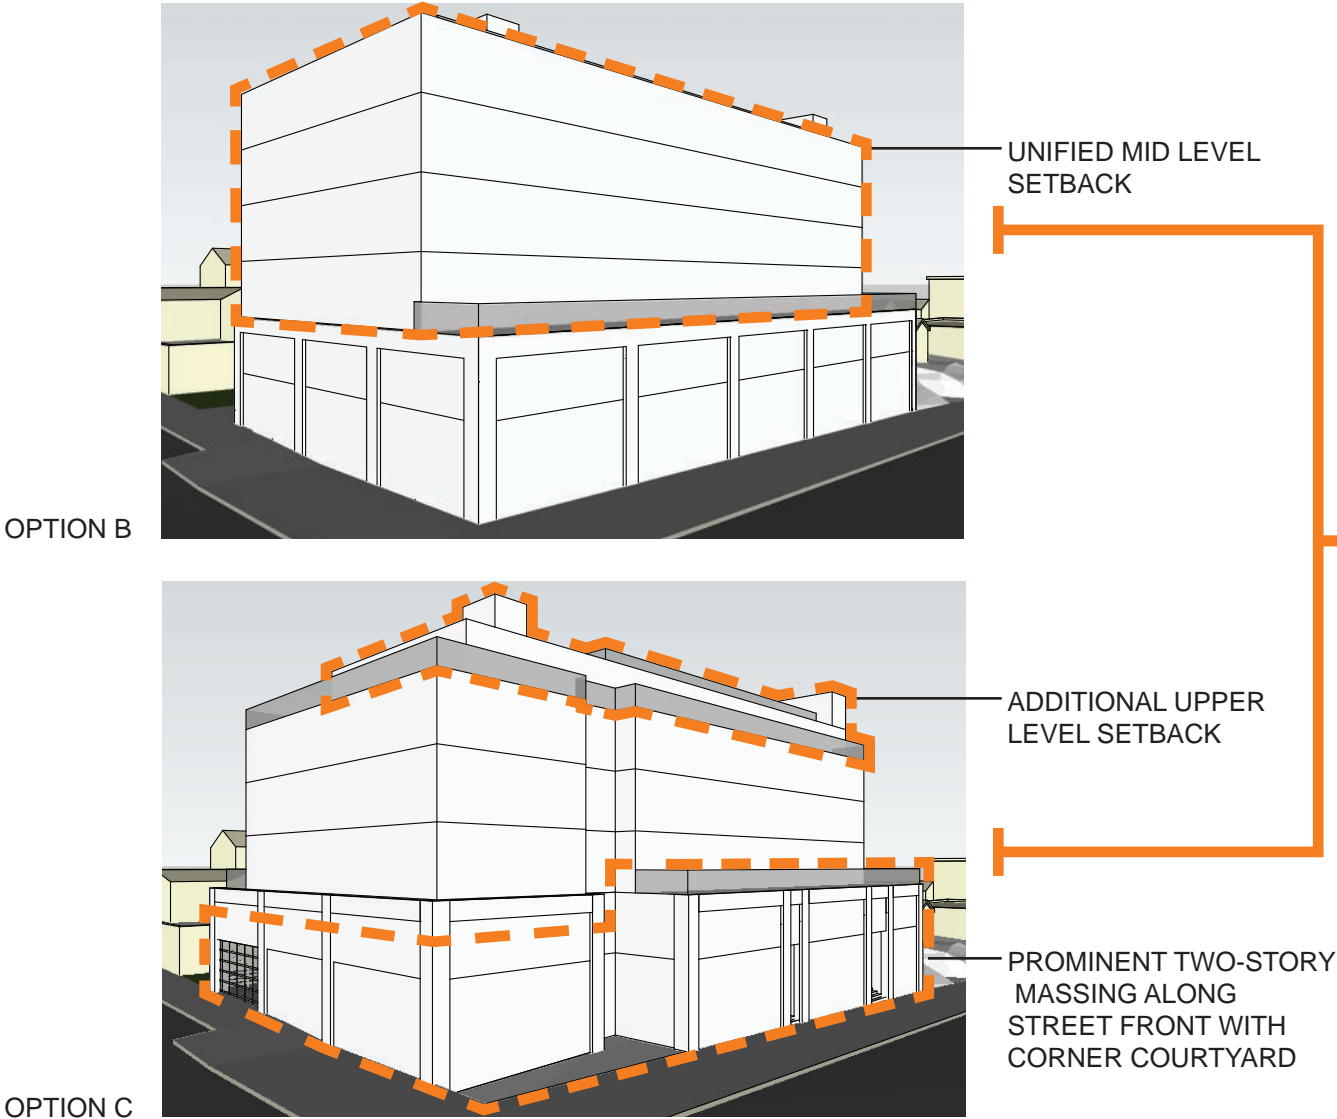 UNIFIED MID LEVEL
SETBACK
OPTION B
ADDITIONAL UPPER
LEVEL SETBACK
PROMINENT TWO-STORY
MASSING ALONG
STREET FRONT WITH
CORNER COURTYARD
OPTION C